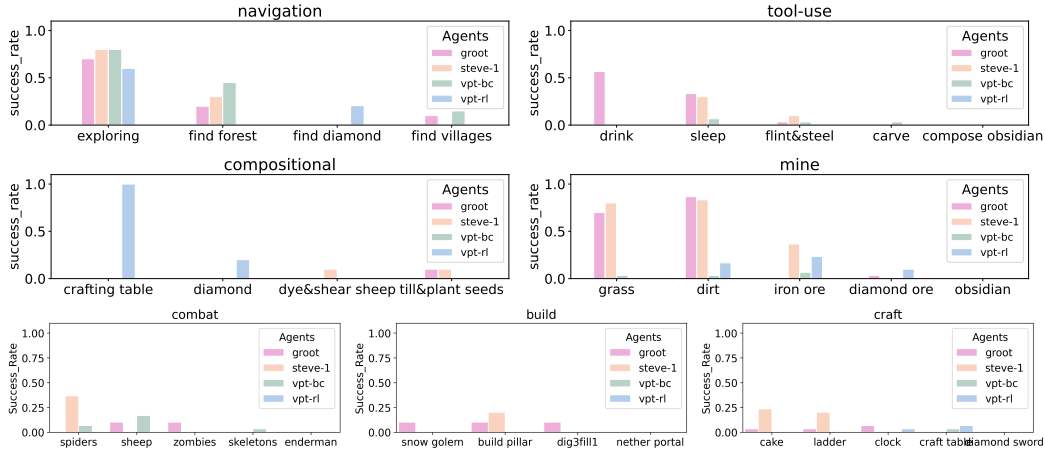 navigation
success_rate
1.0
0.5
0.0
exploring
find forest
find diamond
find villages
Agents
groot
steve-1
vpt-bc
vpt-rl
tool-use
success_rate
1.0
0.5
0.0
drink
sleep
flint&steel
carve
compose obsidian
Agents
groot
steve-1
vpt-bc
vpt-rl
compositional
success_rate
1.0
0.5
0.0
crafting table
diamond
dye&shear sheep
till&plant seeds
Agents
groot
steve-1
vpt-bc
vpt-rl
mine
success_rate
1.0
0.5
0.0
grass
dirt
iron ore
diamond ore
obsidian
Agents
groot
steve-1
vpt-bc
vpt-rl
combat
Success_Rate
1.00
0.75
0.50
0.25
0.00
spiders
sheep
zombies
skeletons
enderman
Agents
groot
steve-1
vpt-bc
vpt-rl
build
Success_Rate
1.00
0.75
0.50
0.25
0.00
snow golem
build pillar
dig3fill1
nether portal
Agents
groot
steve-1
vpt-bc
vpt-rl
craft
Success_Rate
1.00
0.75
0.50
0.25
0.00
cake
ladder
clock
craft table
diamond sword
Agents
groot
steve-1
vpt-bc
vpt-rl